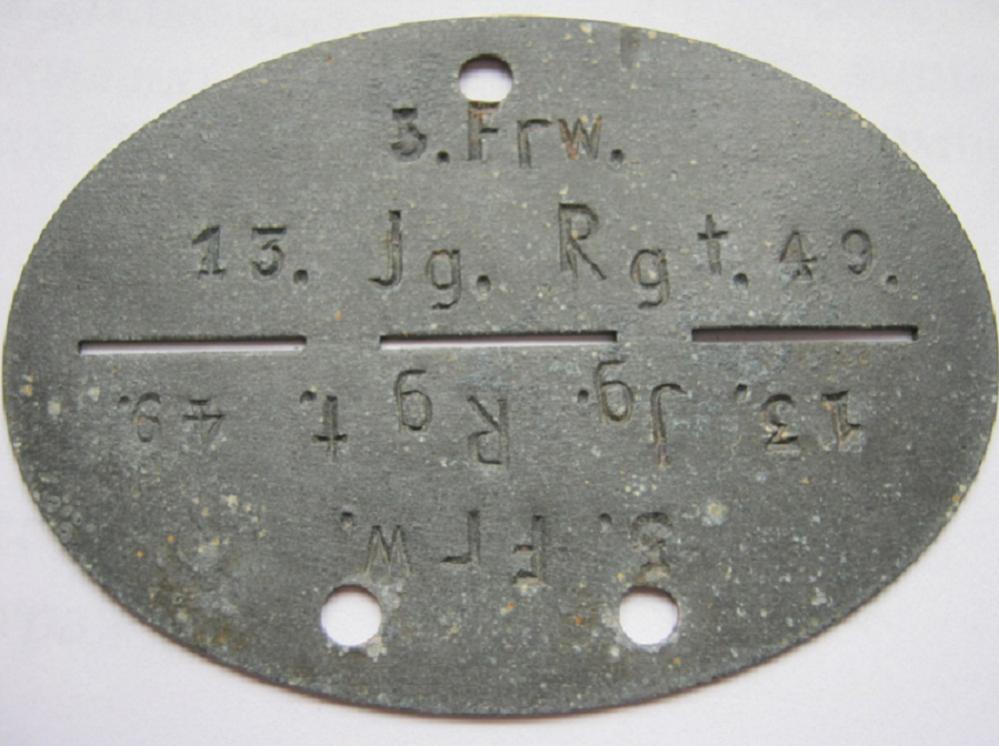 3.Frw.
13. Jg. Rgt. 49.
13. Jg. Rgt. 49.
3. Frw.